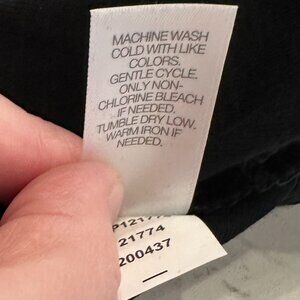 MACHINE WASH
COLD WITH LIKE
COLORS.
GENTLE CYCLE.
ONLY NON-
CHLORINE BLEACH
IF NEEDED.
TUMBLE DRY LOW.
WARM IRON IF
NEEDED.
21774
200437